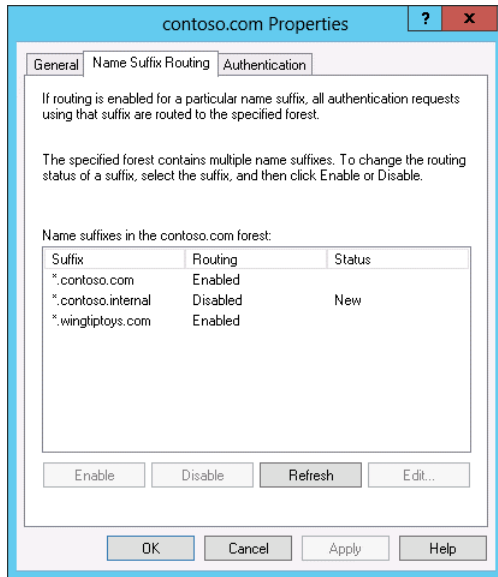 contoso.com Properties
?
x
General Name Suffix Routing Authentication
If routing is enabled for a particular name suffix, all authentication requests
using that suffix are routed to the specified forest.
The specified forest contains multiple name suffixes. To change the routing
status of a suffix, select the suffix, and then click Enable or Disable.
Name suffixes in the contoso.com forest:
Suffix Routing Status
*.contoso.com Enabled
*.contoso.internal Disabled New
*.wingtiptoys.com Enabled
Enable Disable Refresh Edit...
OK Cancel Apply Help